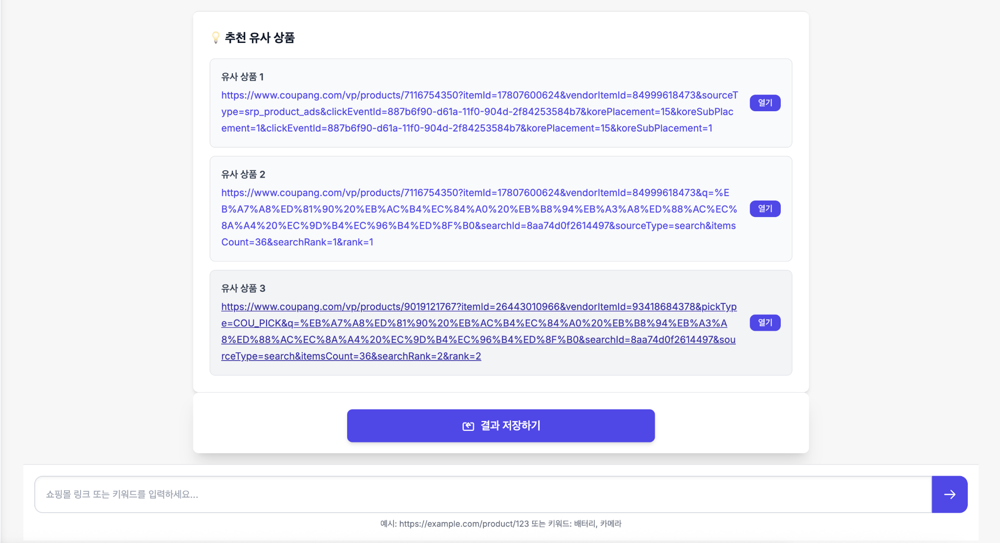 💡 추천 유사 상품
유사 상품 1
https://www.coupang.com/vp/products/7116754350?itemId=17807600624&vendorItemId=84999618473&sourceT
ype=srp_product_ads&clickEventId=887b6f90-d61a-11f0-904d-2f84253584b7&korePlacement=15&koreSubPlac
ement=1&clickEventId=887b6f90-d61a-11f0-904d-2f84253584b7&korePlacement=15&koreSubPlacement=1
열기
유사 상품 2
https://www.coupang.com/vp/products/7116754350?itemId=17807600624&vendorItemId=84999618473&q=%E
B%A7%A8%ED%81%90%20%EB%AC%B4%EC%84%A0%20%EB%B8%94%EB%A3%A8%ED%88%AC%EC%
8A%A4%20%EC%9D%B4%EC%96%B4%ED%8F%B0&searchId=8aa74d0f2614497&sourceType=search&items
Count=36&searchRank=1&rank=1
열기
유사 상품 3
https://www.coupang.com/vp/products/9019121767?itemId=26443010966&vendorItemId=93418684378&pickTyp
e=COU_PICK&q=%EB%A7%A8%ED%81%90%20%EB%AC%B4%EC%84%A0%20%EB%B8%94%EB%A3%A
8%ED%88%AC%EC%8A%A4%20%EC%9D%B4%EC%96%B4%ED%8F%B0&searchId=8aa74d0f2614497&sou
rceType=search&itemsCount=36&searchRank=2&rank=2
열기
결과 저장하기
쇼핑몰 링크 또는 키워드를 입력하세요...
예시: https://example.com/product/123 또는 키워드: 배터리, 카메라